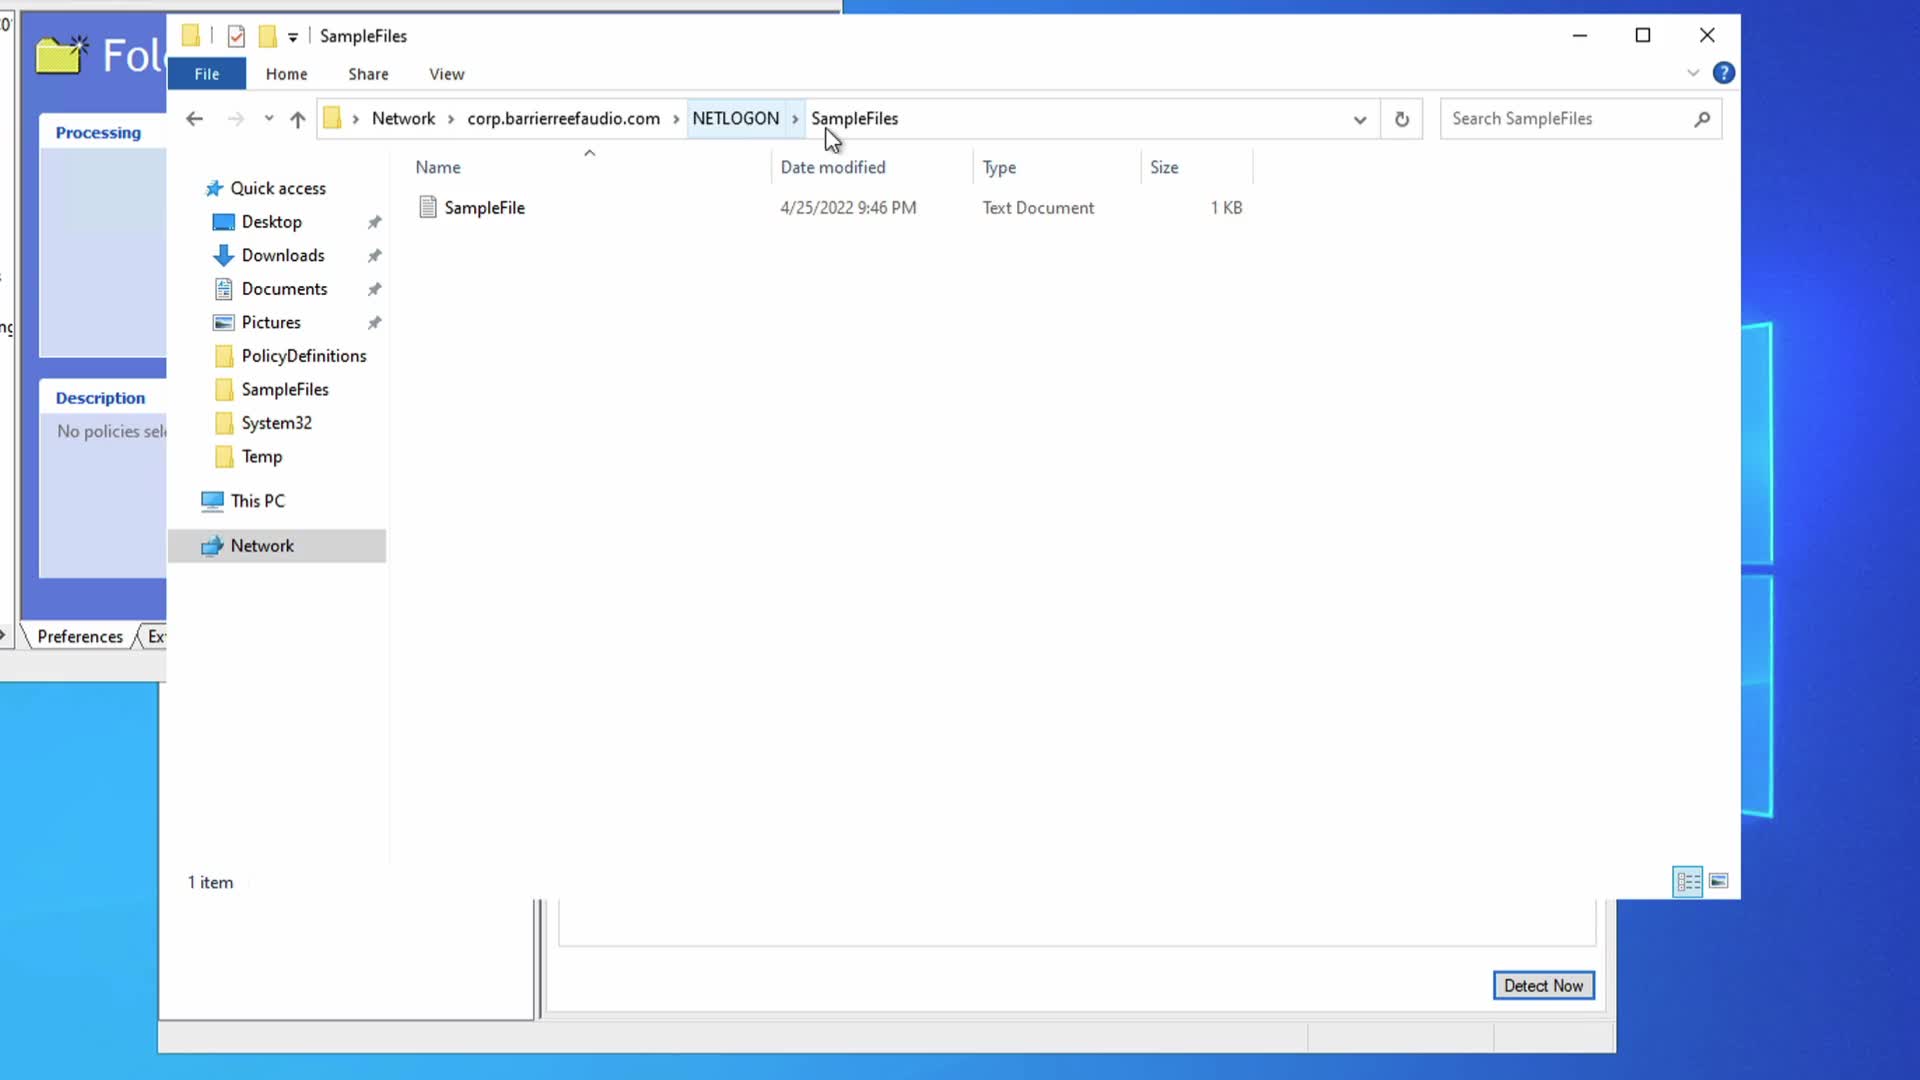 SampleFiles
File
Home
Share
View
Network
corp.barrierreefaudio.com
NETLOGON
SampleFiles
Search SampleFiles
Name
Date modified
Type
Size
Quick access
Desktop
Downloads
Documents
Pictures
PolicyDefinitions
SampleFiles
System32
Temp
This PC
Network
SampleFile
4/25/2022 9:46 PM
Text Document
1 KB
1 item
Processing
Description
No policies sel
Preferences
Detect Now